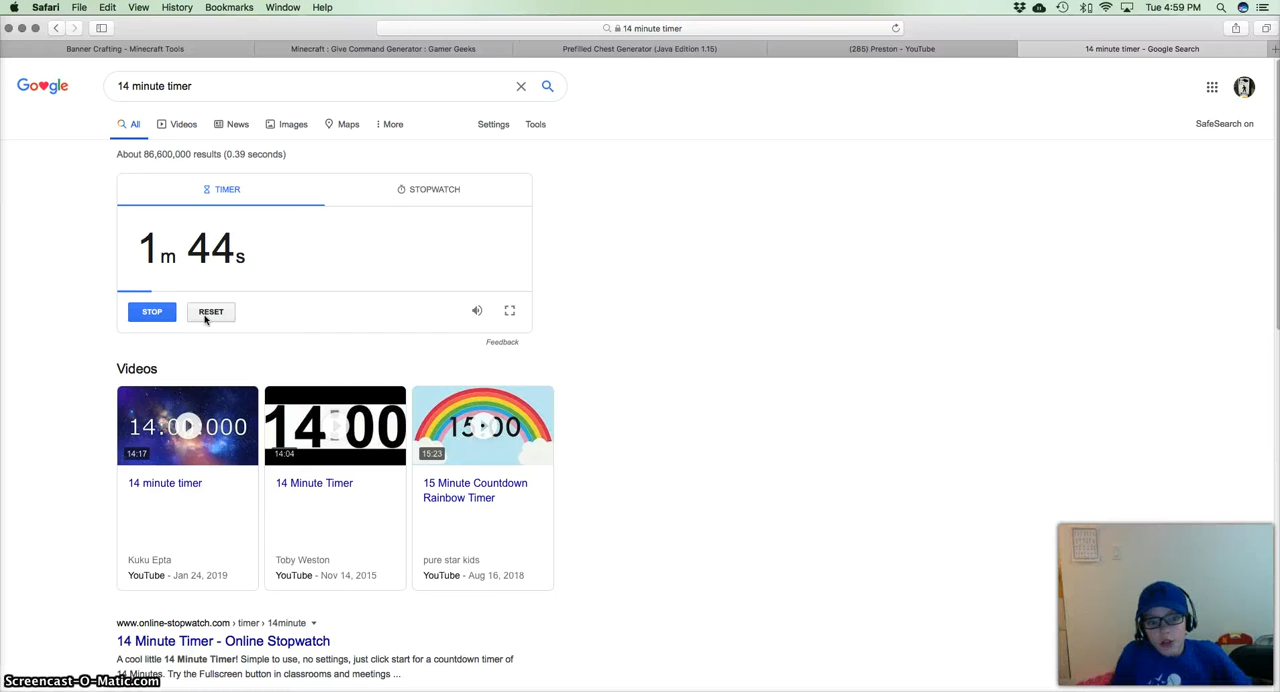 Safari File Edit View History Bookmarks Window Help Tue 4:59 PM
14 minute timer
Banner Crafting - Minecraft Tools Minecraft : Give Command Generator : Gamer Geeks Prefilled Chest Generator (Java Edition 1.15) (285) Preston - YouTube 14 minute timer - Google Search
14 minute timer
All Videos News Images Maps More Settings Tools SafeSearch on
About 86,600,000 results (0.39 seconds)
TIMER STOPWATCH
1m 44s
STOP RESET
Feedback
Videos
14:00:000 14:00 15:00
14:17 14:04 15:23
14 minute timer 14 Minute Timer 15 Minute Countdown
Rainbow Timer
Kuku Epta Toby Weston pure star kids
YouTube - Jan 24, 2019 YouTube - Nov 14, 2015 YouTube - Aug 16, 2018
www.online-stopwatch.com › timer › 14minute
14 Minute Timer - Online Stopwatch
A cool little 14 Minute Timer! Simple to use, no settings, just click start for a countdown timer of
14 Minutes. Try the Fullscreen button in classrooms and meetings ...
Screencast-O-Matic.com